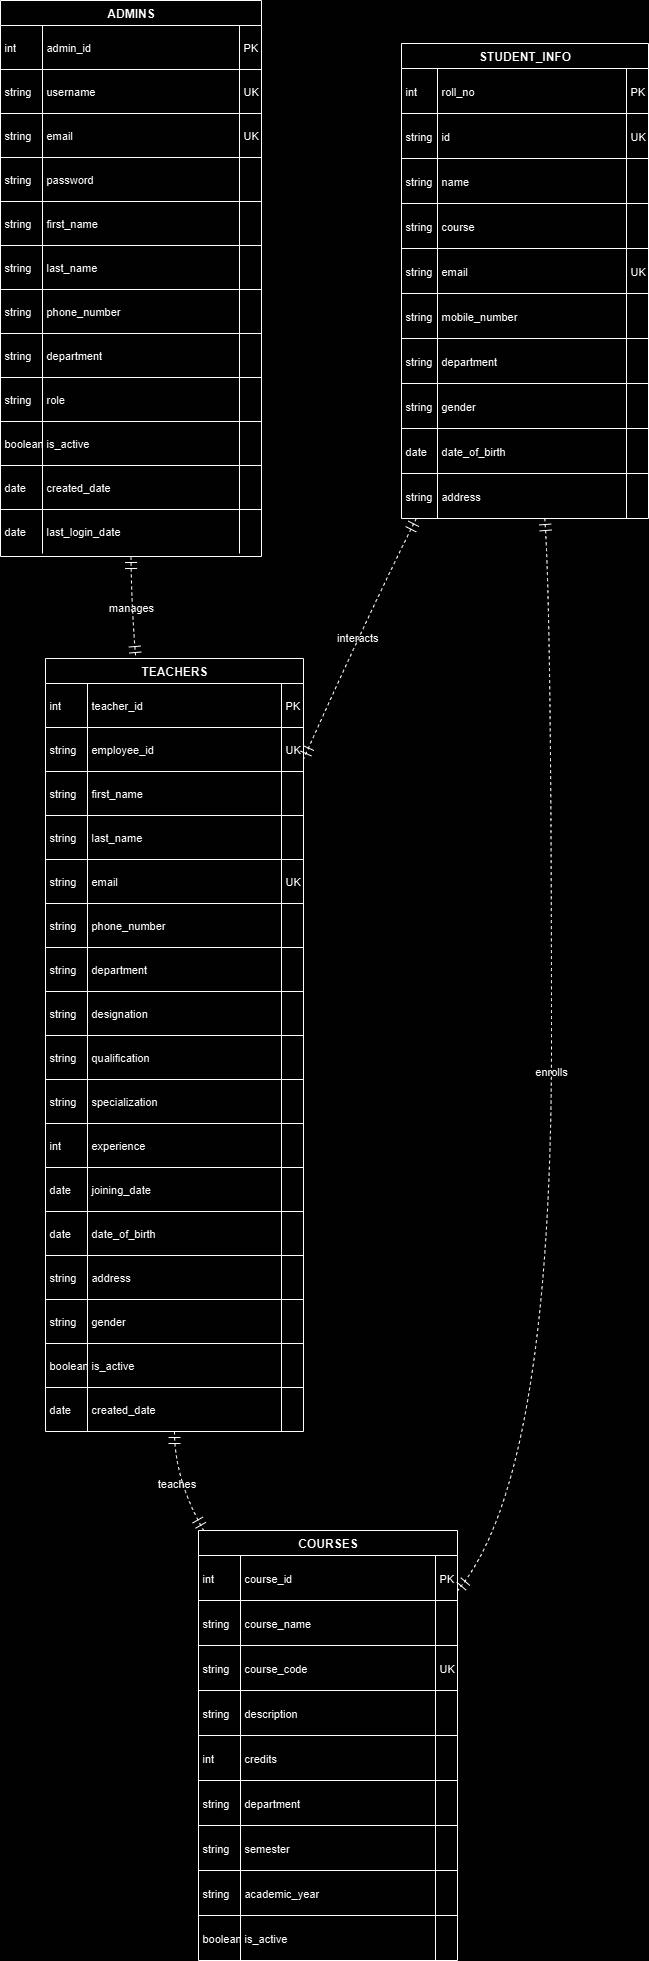 ADMINS
int admin_id PK
string username UK
string email UK
string password
string first_name
string last_name
string phone_number
string department
string role
boolean is_active
date created_date
date last_login_date
STUDENT_INFO
int roll_no PK
string id UK
string name
string course
string email UK
string mobile_number
string department
string gender
date date_of_birth
string address
manages
interacts
TEACHERS
int teacher_id PK
string employee_id UK
string first_name
string last_name
string email UK
string phone_number
string department
string designation
string qualification
string specialization
int experience
date joining_date
date date_of_birth
string address
string gender
boolean is_active
date created_date
enrolls
teaches
COURSES
int course_id PK
string course_name
string course_code UK
string description
int credits
string department
string semester
string academic_year
boolean is_active